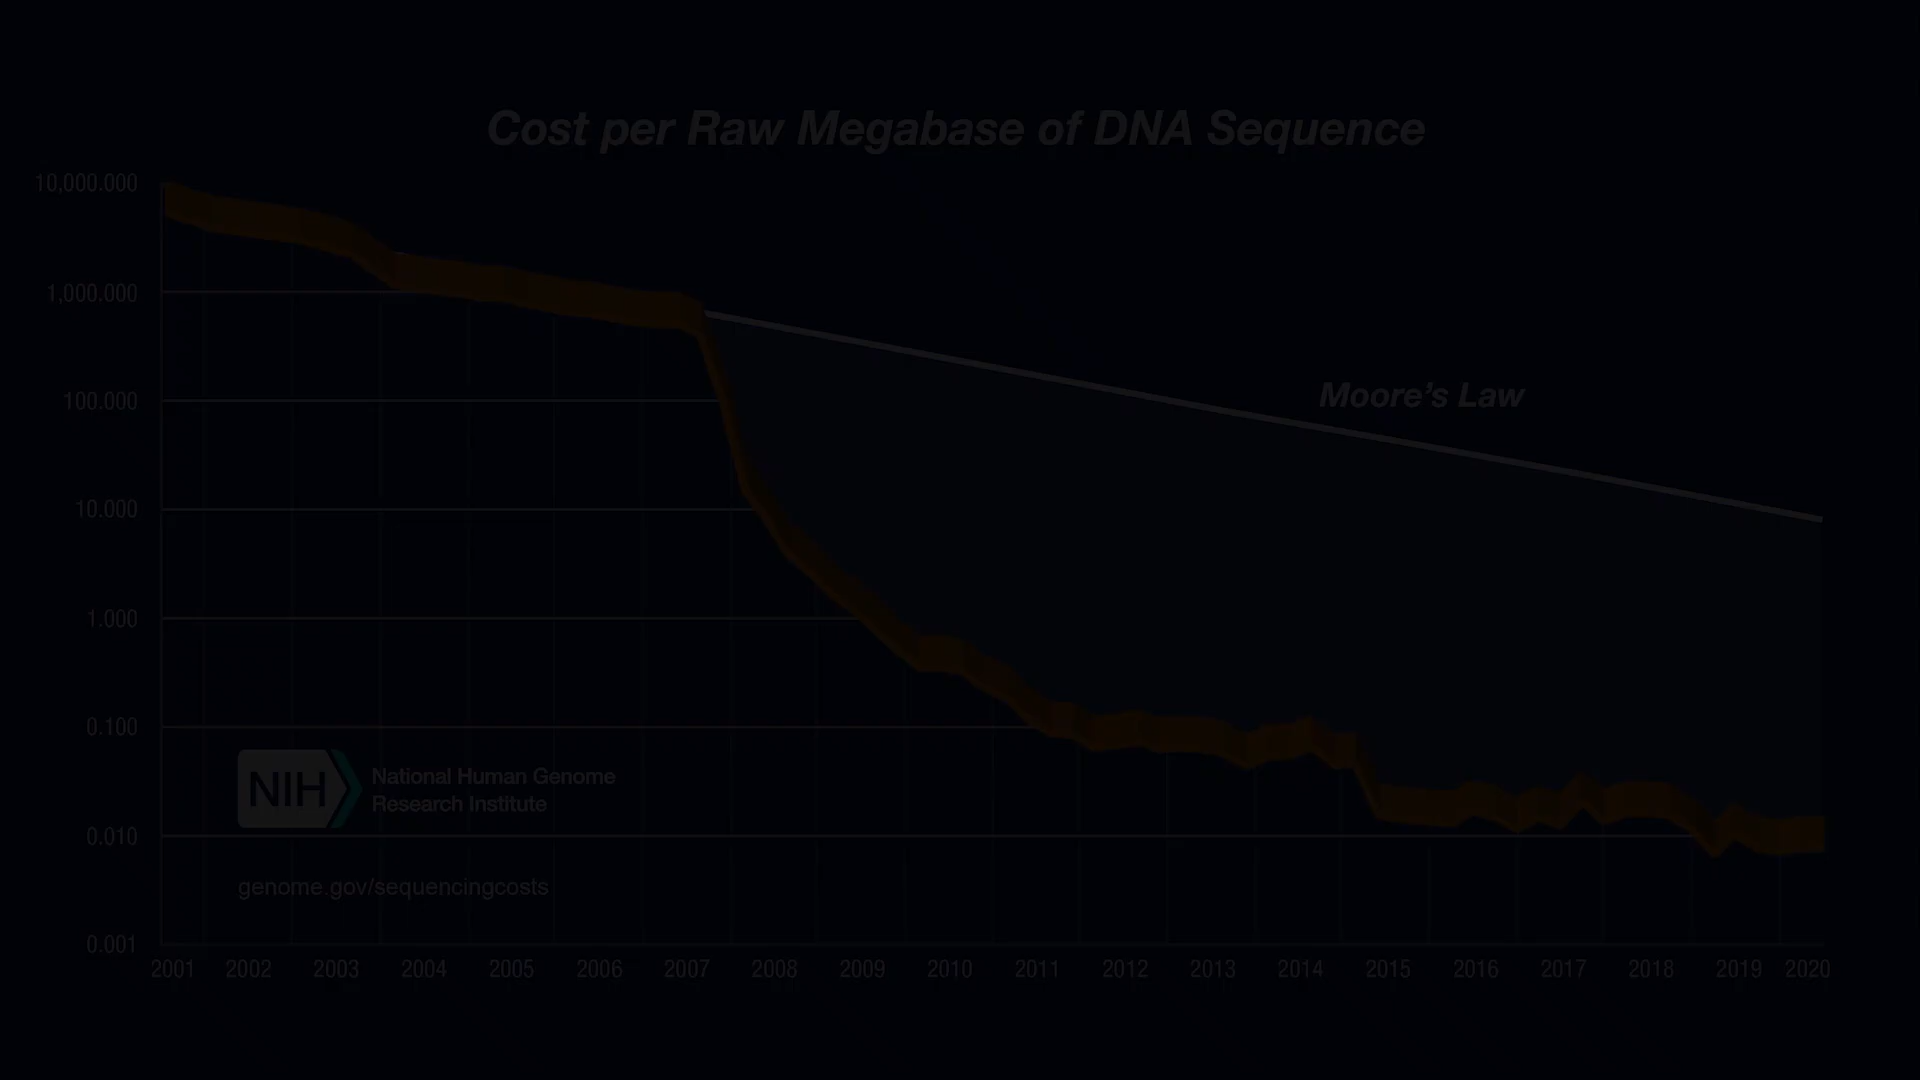 Cost per Raw Megabase of DNA Sequence
10,000.000
1,000.000
100.000
10.000
1.000
0.100
0.010
0.001
Moore's Law
NIH
National Human Genome
Research Institute
genome.gov/sequencingcosts
2001 2002 2003 2004 2005 2006 2007 2008 2009 2010 2011 2012 2013 2014 2015 2016 2017 2018 2019 2020